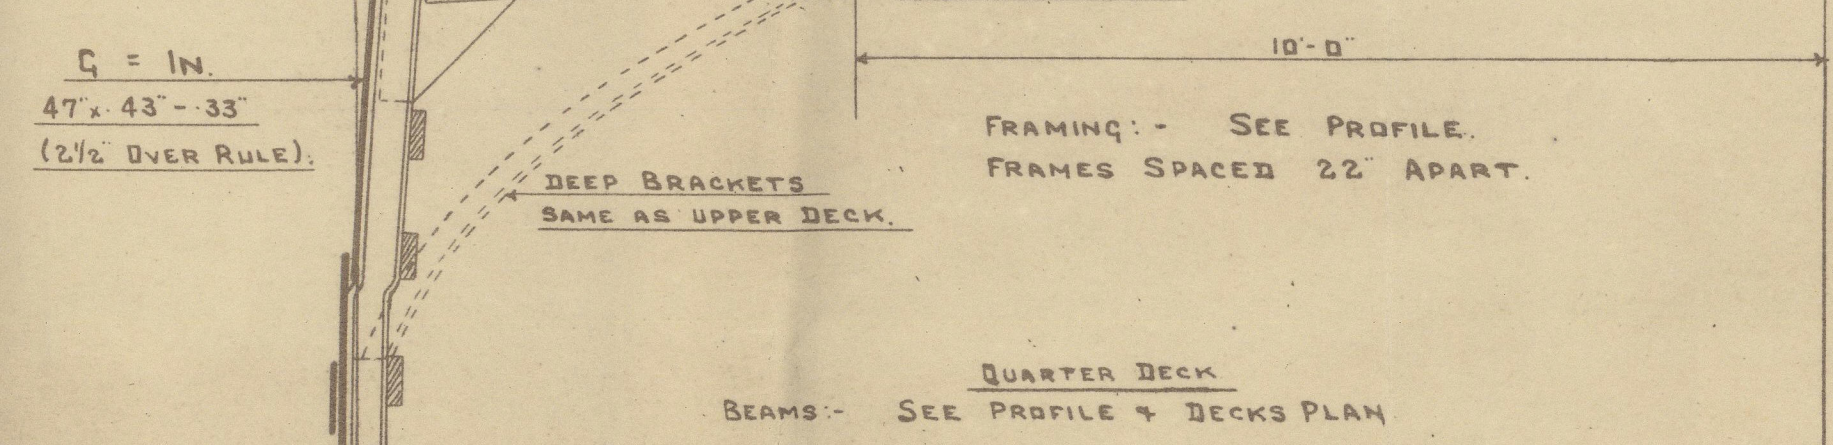 G = IN.
47" x .43" - .33"
(2½" OVER RULE).
10'-0"
FRAMING:- SEE PROFILE.
FRAMES SPACED 22" APART.
DEEP BRACKETS
SAME AS UPPER DECK.
QUARTER DECK
BEAMS:- SEE PROFILE & DECKS PLAN